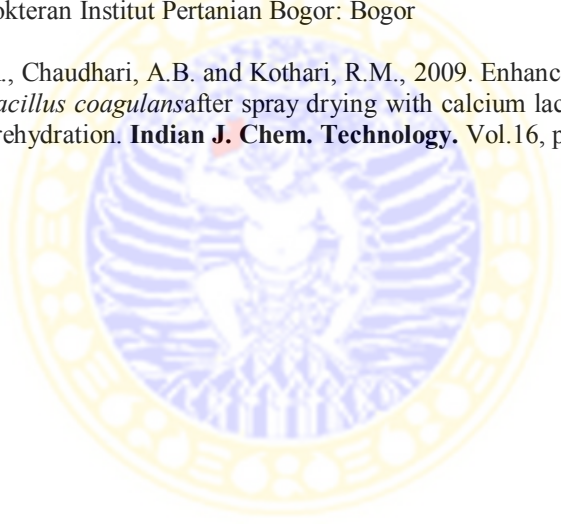 okteran Institut Pertanian Bogor: Bogor
., Chaudhari, A.B. and Kothari, R.M., 2009. Enhanc
acillus coagulansafter spray drying with calcium lac
rehydration. Indian J. Chem. Technology. Vol.16, p